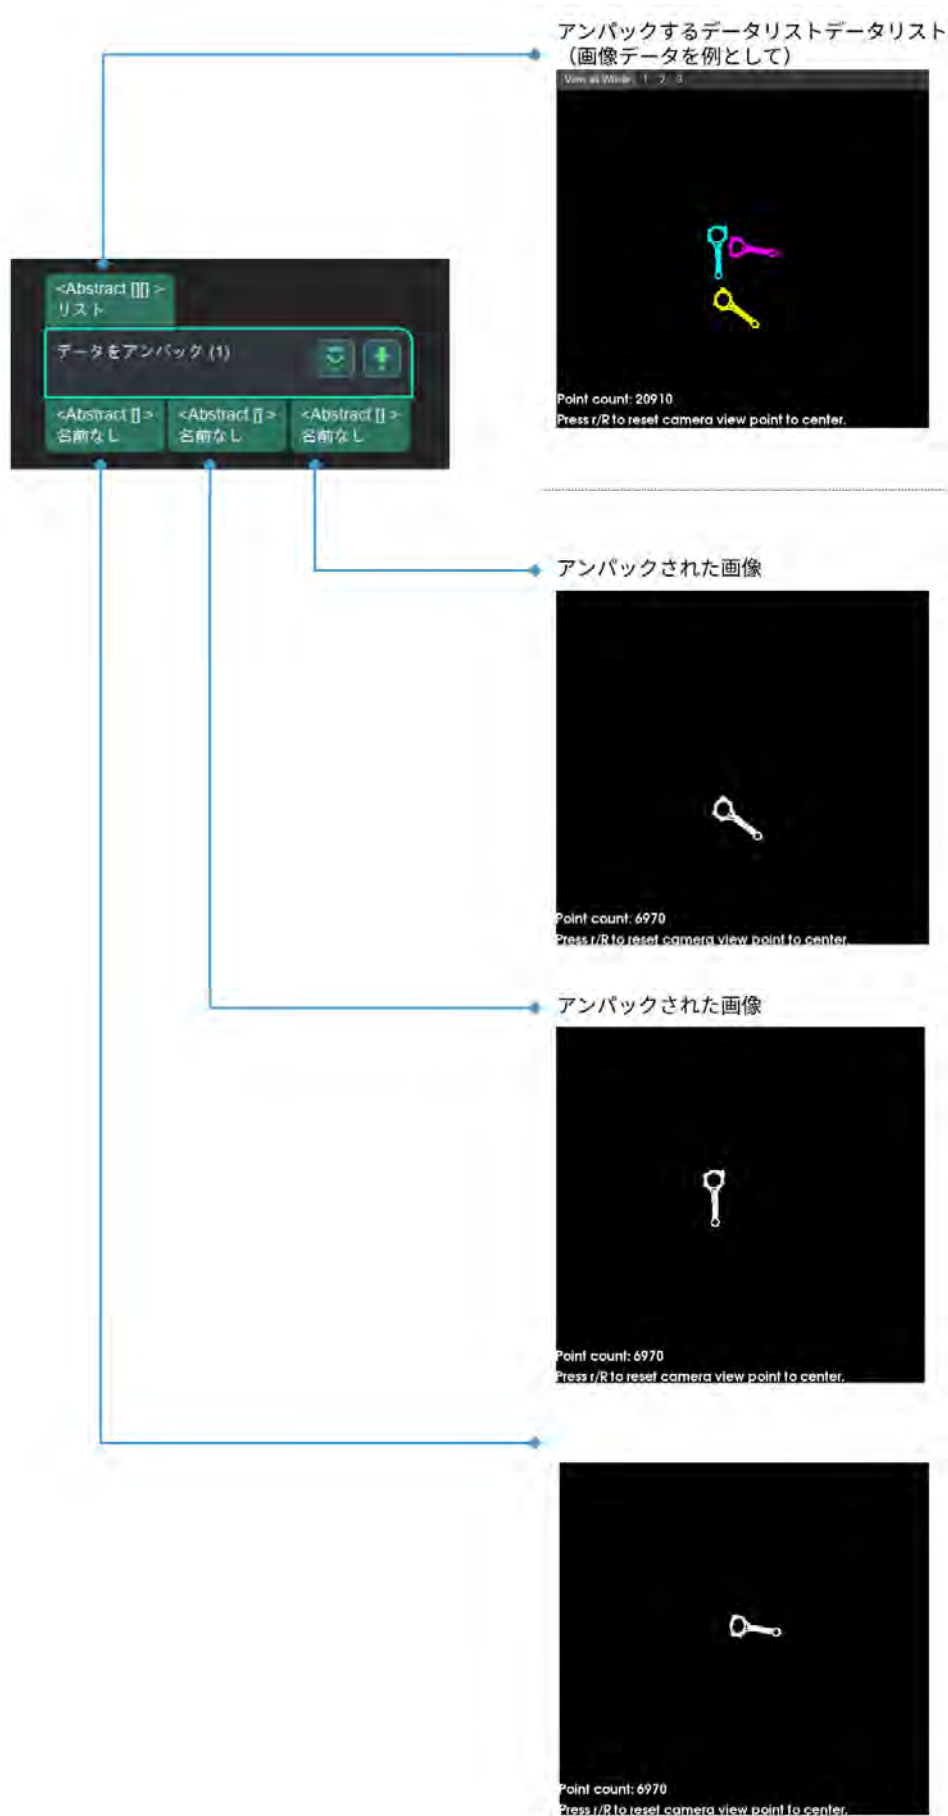 アンパックするデータリストデータリスト
（画像データを例として）
View as Whole 1 2 3
Point count: 20910
Press r/R to reset camera view point to center.
<Abstract [][] >
リスト
データをアンパック (1)
<Abstract [] > <Abstract [] > <Abstract [] >
名前なし 名前なし 名前なし
アンパックされた画像
Point count: 6970
Press r/R to reset camera view point to center.
アンパックされた画像
Point count: 6970
Press r/R to reset camera view point to center.
Point count: 6970
Press r/R to reset camera view point to center.